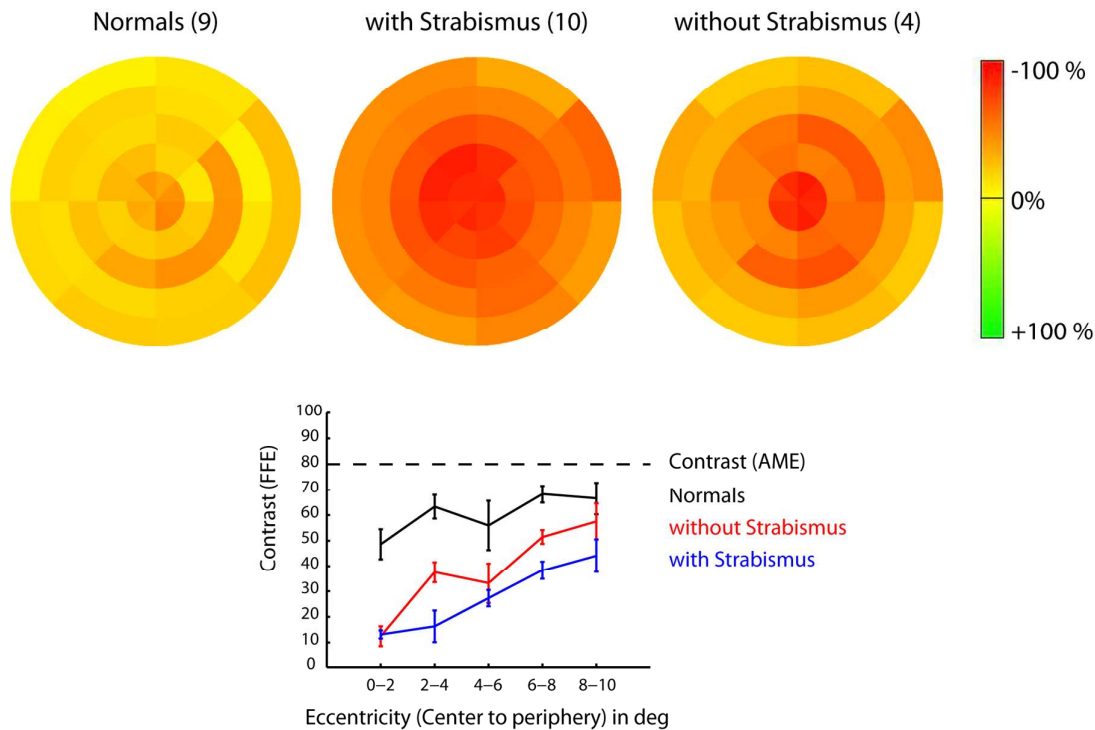 Normals (9)
with Strabismus (10)
without Strabismus (4)
-100 %
0%
+100 %
100
90
80
70
60
50
40
30
20
10
0
Contrast (FFE)
0–2
2–4
4–6
6–8
8–10
Eccentricity (Center to periphery) in deg
Contrast (AME)
Normals
without Strabismus
with Strabismus